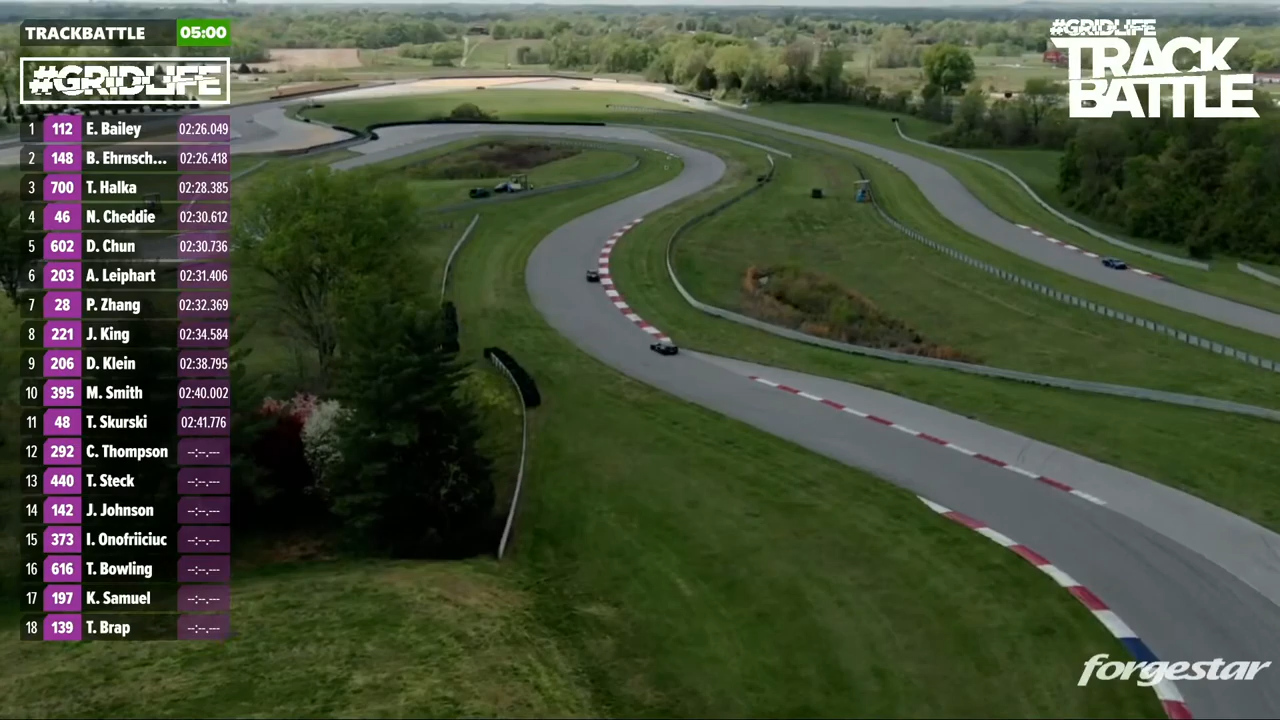 TRACKBATTLE 05:00
#GRIDLIFE
1 112 E. Bailey 02:26.049
2 148 B. Ehrnsch... 02:26.418
3 700 T. Halka 02:28.385
4 46 N. Cheddie 02:30.612
5 602 D. Chun 02:30.736
6 203 A. Leiphart 02:31.406
7 28 P. Zhang 02:32.369
8 221 J. King 02:34.584
9 206 D. Klein 02:38.795
10 395 M. Smith 02:40.002
11 48 T. Skurski 02:41.776
12 292 C. Thompson --:--.---
13 440 T. Steck --:--.---
14 142 J. Johnson --:--.---
15 373 I. Onofriiciuc --:--.---
16 616 T. Bowling --:--.---
17 197 K. Samuel --:--.---
18 139 T. Brap --:--.---
#GRIDLIFE
TRACK
BATTLE
forgestar